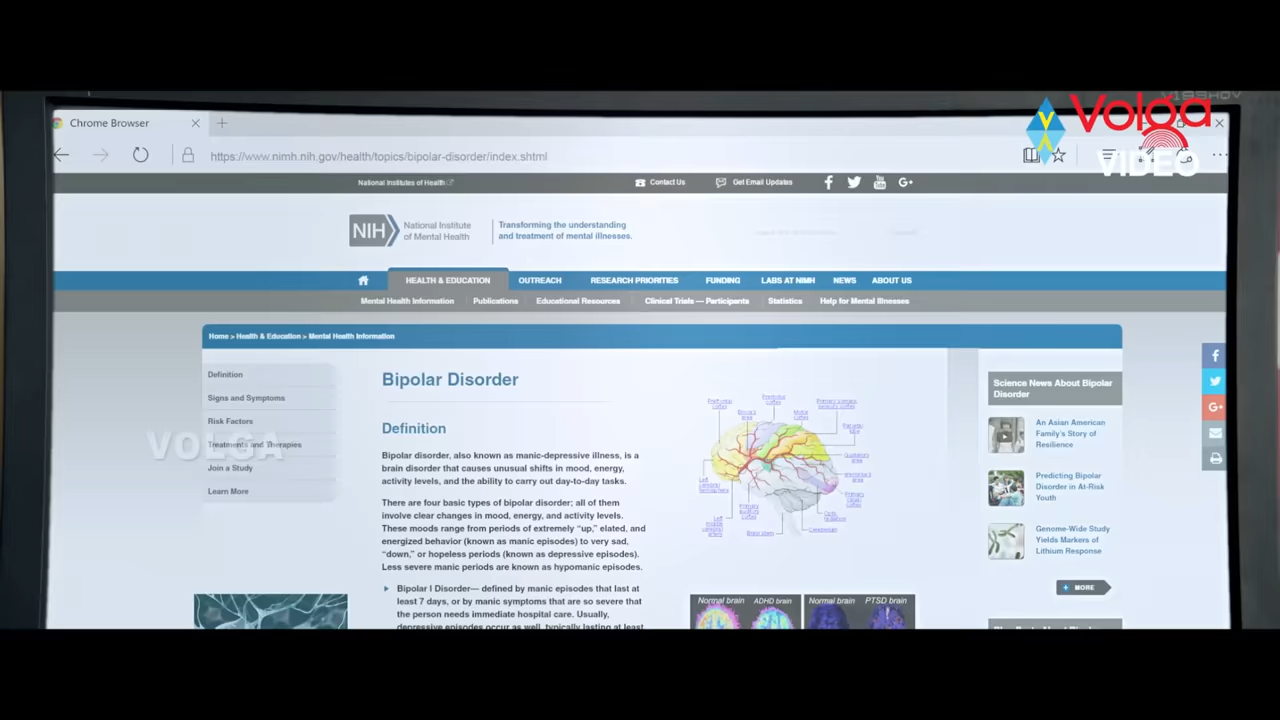 Chrome Browser
https://www.nimh.nih.gov/health/topics/bipolar-disorder/index.shtml
Volga
VIDEO
National Institutes of Health
Contact Us
Get Email Updates
NIH
National Institute
of Mental Health
Transforming the understanding
and treatment of mental illnesses.
HEALTH & EDUCATION
OUTREACH
RESEARCH PRIORITIES
FUNDING
LABS AT NIMH
NEWS
ABOUT US
Mental Health Information
Publications
Educational Resources
Clinical Trials — Participants
Statistics
Help for Mental Illnesses
Home > Health & Education > Mental Health Information
Definition
Signs and Symptoms
Risk Factors
Treatments and Therapies
Join a Study
Learn More
VOLGA
Bipolar Disorder
Definition
Bipolar disorder, also known as manic-depressive illness, is a
brain disorder that causes unusual shifts in mood, energy,
activity levels, and the ability to carry out day-to-day tasks.
There are four basic types of bipolar disorder; all of them
involve clear changes in mood, energy, and activity levels.
These moods range from periods of extremely “up,” elated, and
energized behavior (known as manic episodes) to very sad,
“down,” or hopeless periods (known as depressive episodes).
Less severe manic periods are known as hypomanic episodes.
Bipolar I Disorder— defined by manic episodes that last at
least 7 days, or by manic symptoms that are so severe that
the person needs immediate hospital care. Usually,
depressive episodes occur as well, typically lasting at least
Normal brain
ADHD brain
Normal brain
PTSD brain
Science News About Bipolar
Disorder
An Asian American
Family's Story of
Resilience
Predicting Bipolar
Disorder in At-Risk
Youth
Genome-Wide Study
Yields Markers of
Lithium Response
MORE